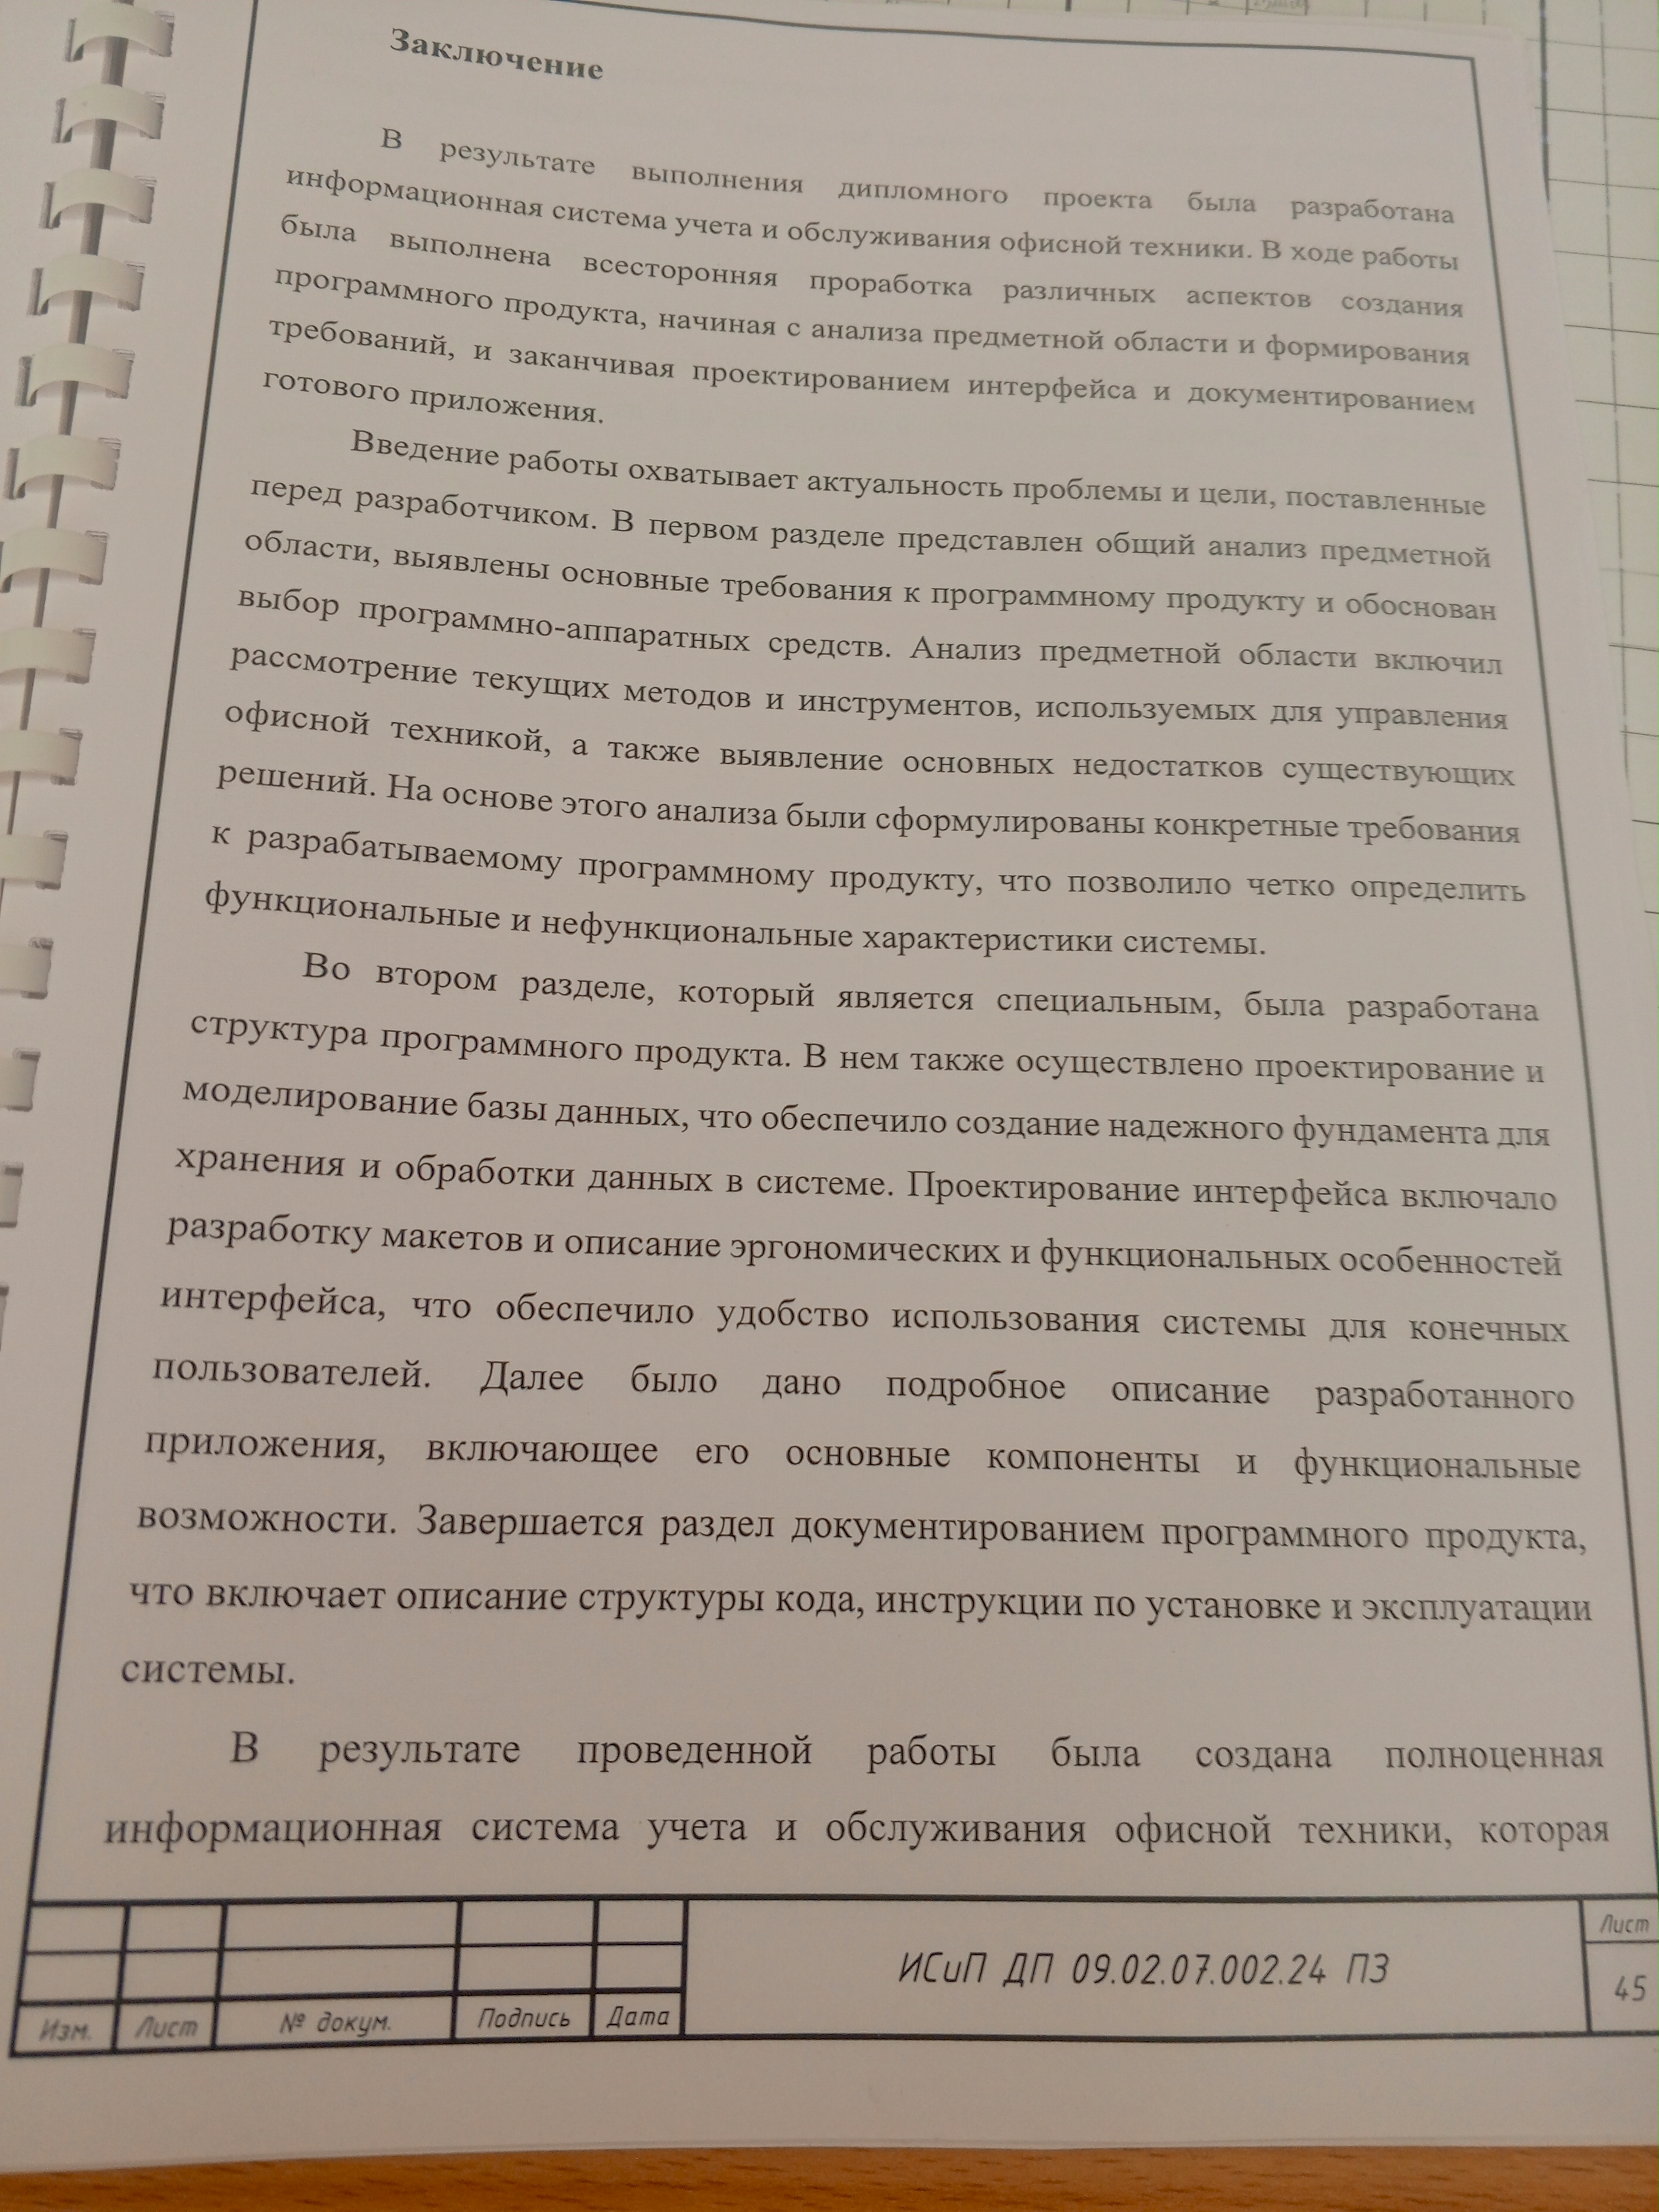 Заключение
В результате выполнения дипломного проекта была разработана
информационная система учета и обслуживания офисной техники. В ходе работы
была выполнена всесторонняя проработка различных аспектов создания
программного продукта, начиная с анализа предметной области и формирования
требований, и заканчивая проектированием интерфейса и документированием
готового приложения.
Введение работы охватывает актуальность проблемы и цели, поставленные
перед разработчиком. В первом разделе представлен общий анализ предметной
области, выявлены основные требования к программному продукту и обоснован
выбор программно-аппаратных средств. Анализ предметной области включил
рассмотрение текущих методов и инструментов, используемых для управления
офисной техникой, а также выявление основных недостатков существующих
решений. На основе этого анализа были сформулированы конкретные требования
к разрабатываемому программному продукту, что позволило четко определить
функциональные и нефункциональные характеристики системы.
Во втором разделе, который является специальным, была разработана
структура программного продукта. В нем также осуществлено проектирование и
моделирование базы данных, что обеспечило создание надежного фундамента для
хранения и обработки данных в системе. Проектирование интерфейса включало
разработку макетов и описание эргономических и функциональных особенностей
интерфейса, что обеспечило удобство использования системы для конечных
пользователей. Далее было дано подробное описание разработанного
приложения, включающее его основные компоненты и функциональные
возможности. Завершается раздел документированием программного продукта,
что включает описание структуры кода, инструкции по установке и эксплуатации
системы.
В результате проведенной работы была создана полноценная
информационная система учета и обслуживания офисной техники, которая
Изм. Лист № докум. Подпись Дата
ИСиП ДП 09.02.07.002.24 ПЗ
Лист
45